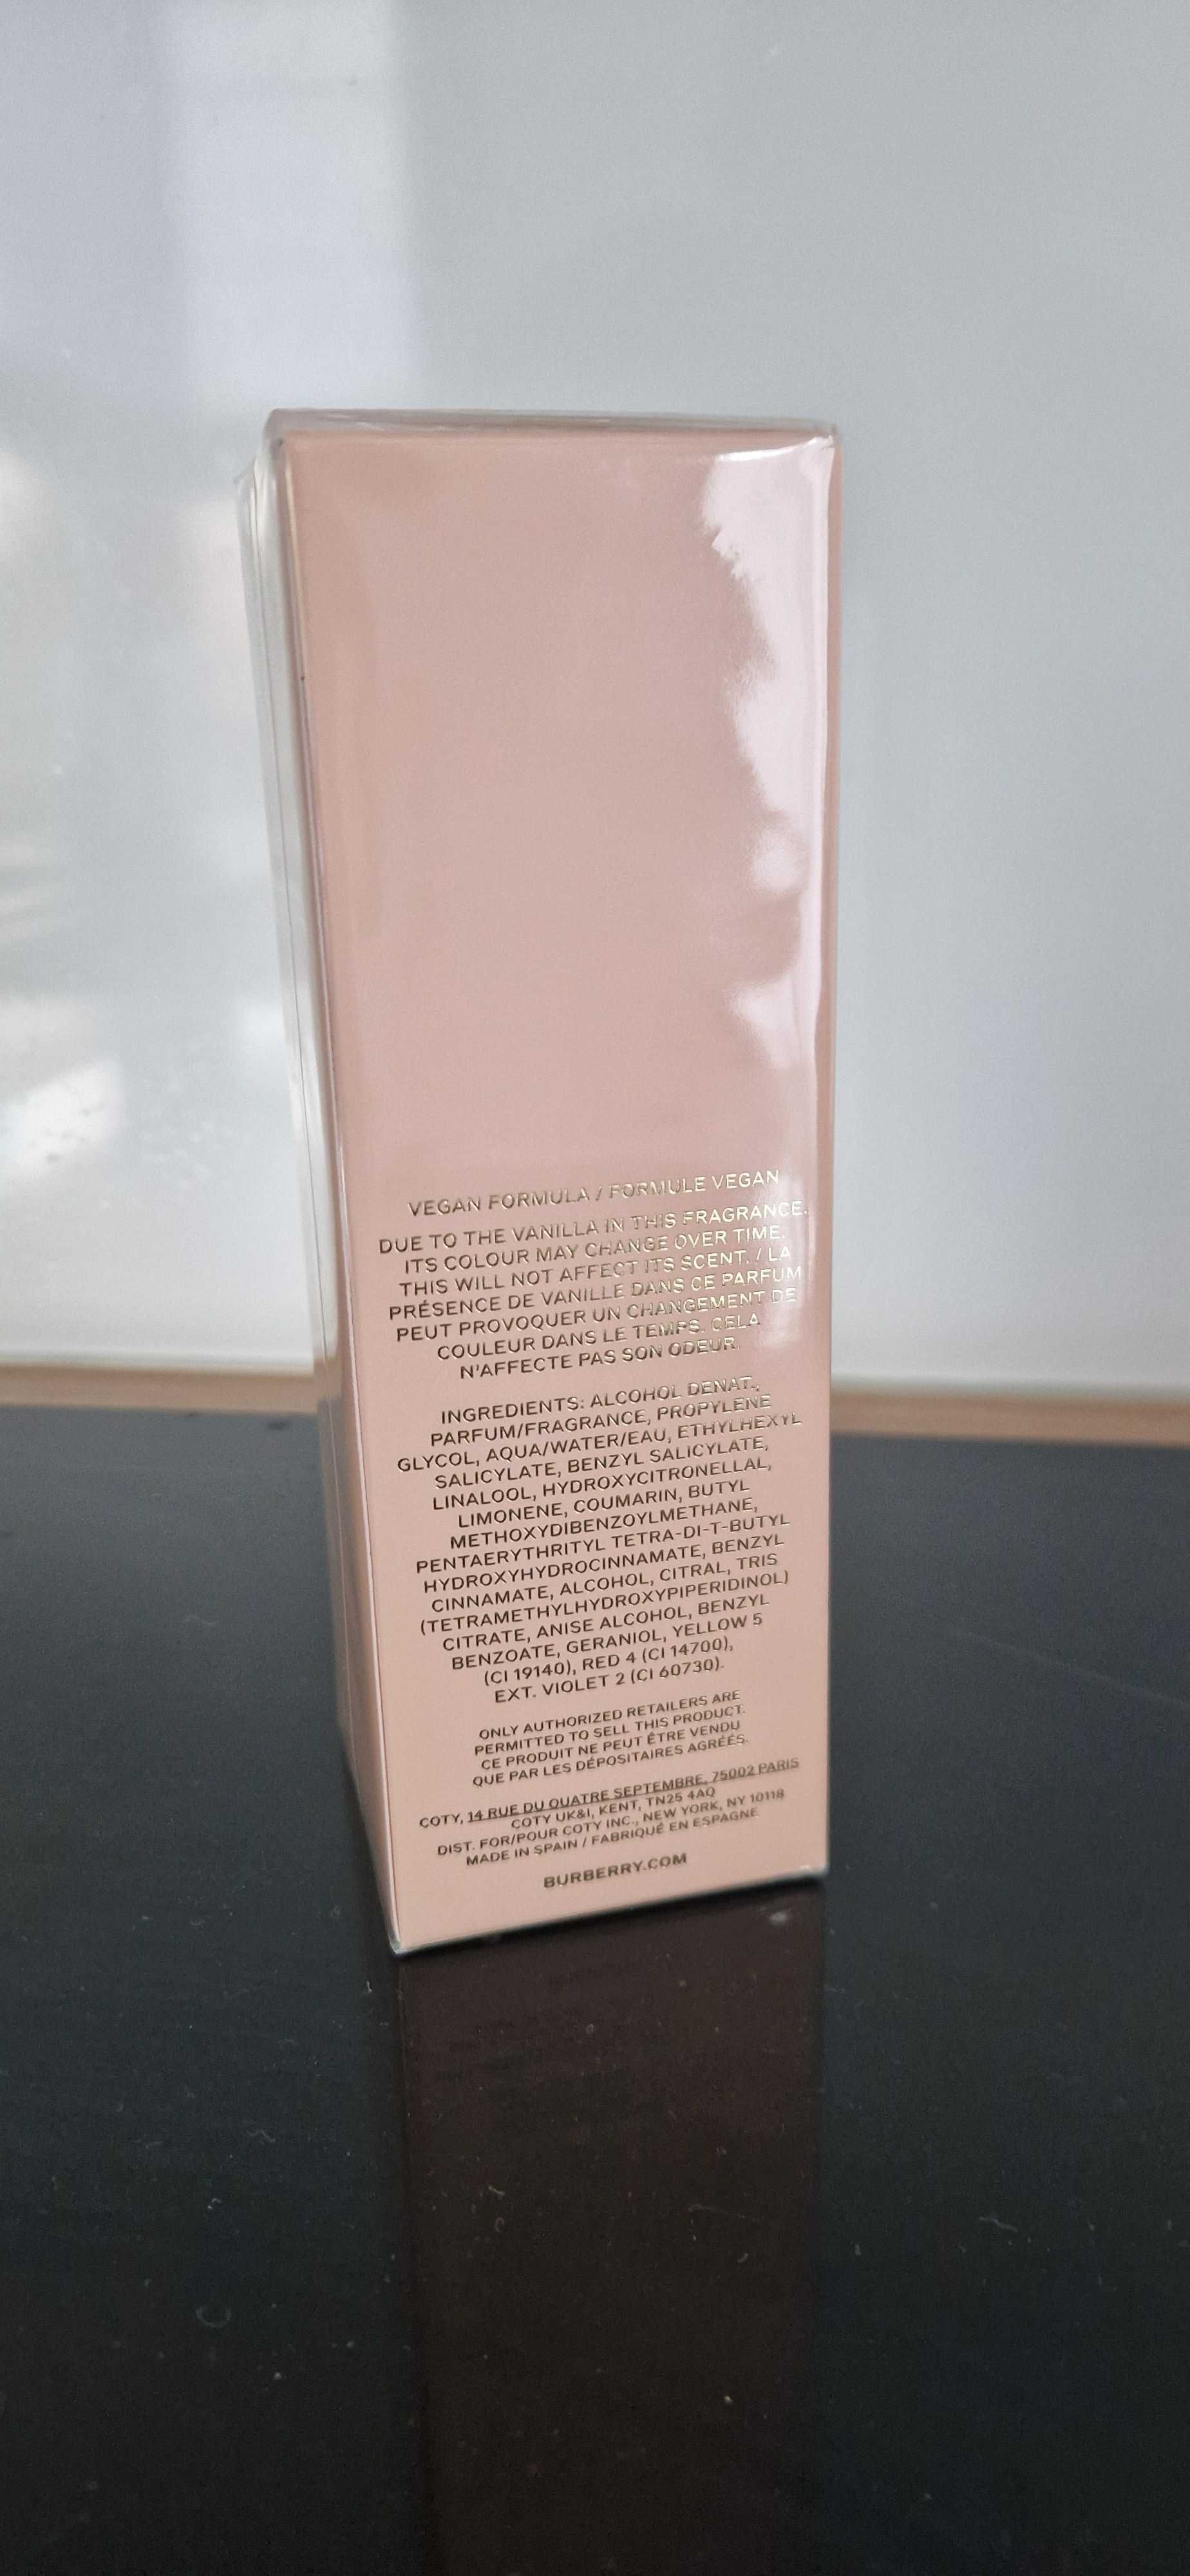 VEGAN FORMULA / FORMULE VEGAN
DUE TO THE VANILLA IN THIS FRAGRANCE,
ITS COLOUR MAY CHANGE OVER TIME.
THIS WILL NOT AFFECT ITS SCENT. / LA
PRÉSENCE DE VANILLE DANS CE PARFUM
PEUT PROVOQUER UN CHANGEMENT DE
COULEUR DANS LE TEMPS. CELA
N'AFFECTE PAS SON ODEUR.
INGREDIENTS: ALCOHOL DENAT.,
PARFUM/FRAGRANCE, PROPYLENE
GLYCOL, AQUA/WATER/EAU, ETHYLHEXYL
SALICYLATE, BENZYL SALICYLATE,
LINALOOL, HYDROXYCITRONELLAL,
LIMONENE, COUMARIN, BUTYL
METHOXYDIBENZOYLMETHANE,
PENTAERYTHRITYL TETRA-DI-T-BUTYL
HYDROXYHYDROCINNAMATE, BENZYL
CINNAMATE, ALCOHOL, CITRAL, TRIS
(TETRAMETHYLHYDROXYPIPERIDINOL)
CITRATE, ANISE ALCOHOL, BENZYL
BENZOATE, GERANIOL, YELLOW 5
(CI 19140), RED 4 (CI 14700),
EXT. VIOLET 2 (CI 60730).
ONLY AUTHORIZED RETAILERS ARE
PERMITTED TO SELL THIS PRODUCT.
CE PRODUIT NE PEUT ÊTRE VENDU
QUE PAR LES DÉPOSITAIRES AGRÉÉS.
COTY, 14 RUE DU QUATRE SEPTEMBRE, 75002 PARIS
COTY UK&I, KENT, TN25 4AQ
DIST. FOR/POUR COTY INC., NEW YORK, NY 10118
MADE IN SPAIN / FABRIQUÉ EN ESPAGNE
BURBERRY.COM